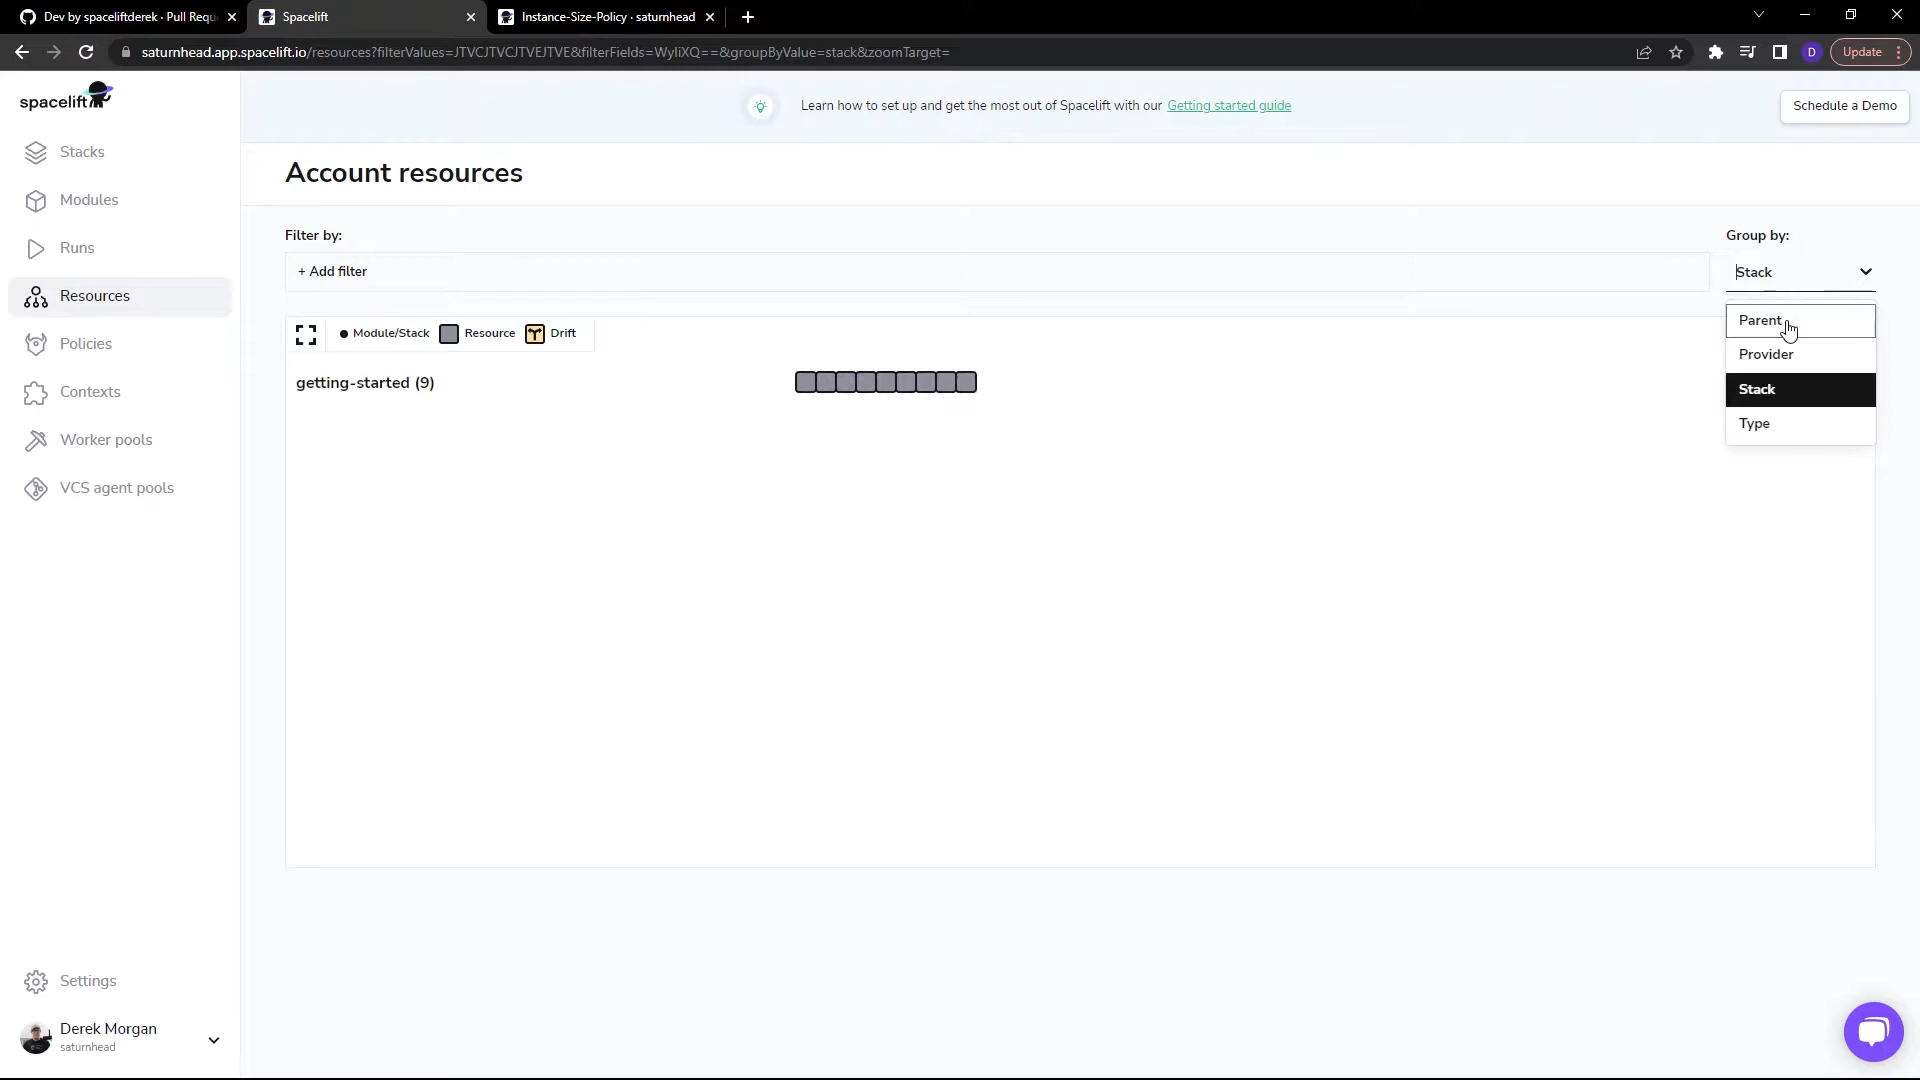 Dev by spaceliftderek · Pull Requ
Spacelift
Instance-Size-Policy · saturnhead
saturnhead.app.spacelift.io/resources?filterValues=JTVCJTVCJTVEJTVE&filterFields=WyIiXQ==&groupByValue=stack&zoomTarget=
D
Update
spacelift
Learn how to set up and get the most out of Spacelift with our Getting started guide
Schedule a Demo
Stacks
Modules
Runs
Resources
Policies
Contexts
Worker pools
VCS agent pools
Account resources
Filter by:
+ Add filter
Group by:
Stack
Parent
Provider
Stack
Type
Module/Stack
Resource
Drift
getting-started (9)
Settings
Derek Morgan
saturnhead